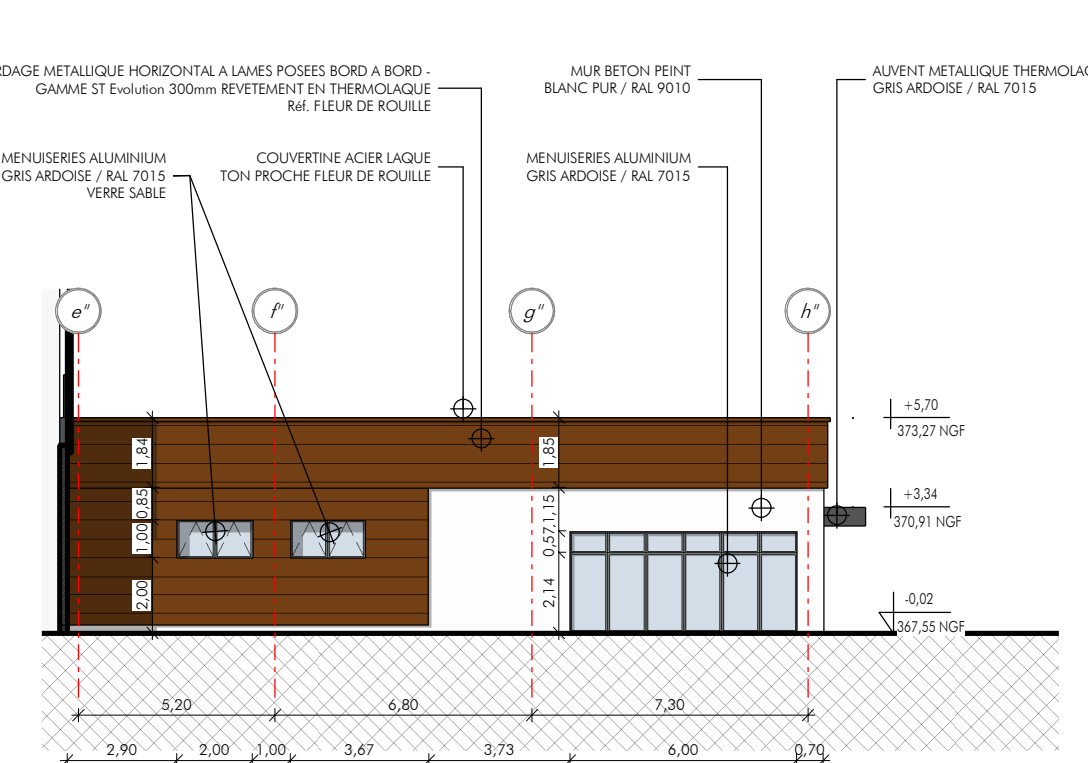 RDAGE METALLIQUE HORIZONTAL A LAMES POSEES BORD A BORD -
GAMME ST Evolution 300mm REVETEMENT EN THERMOLAQUE
Réf. FLEUR DE ROUILLE
MUR BETON PEINT
BLANC PUR / RAL 9010
AUVENT METALLIQUE THERMOLAQ
GRIS ARDOISE / RAL 7015
MENUISERIES ALUMINIUM
GRIS ARDOISE / RAL 7015
VERRE SABLE
COUVERTINE ACIER LAQUE
TON PROCHE FLEUR DE ROUILLE
MENUISERIES ALUMINIUM
GRIS ARDOISE / RAL 7015
e"
f"
g"
h"
+5,70
373,27 NGF
1,84
1,85
0,85
+3,34
370,91 NGF
1,15
1,00
0,57
2,00
2,14
-0,02
367,55 NGF
5,20
6,80
7,30
2,90
2,00
1,00
3,67
3,73
6,00
0,70